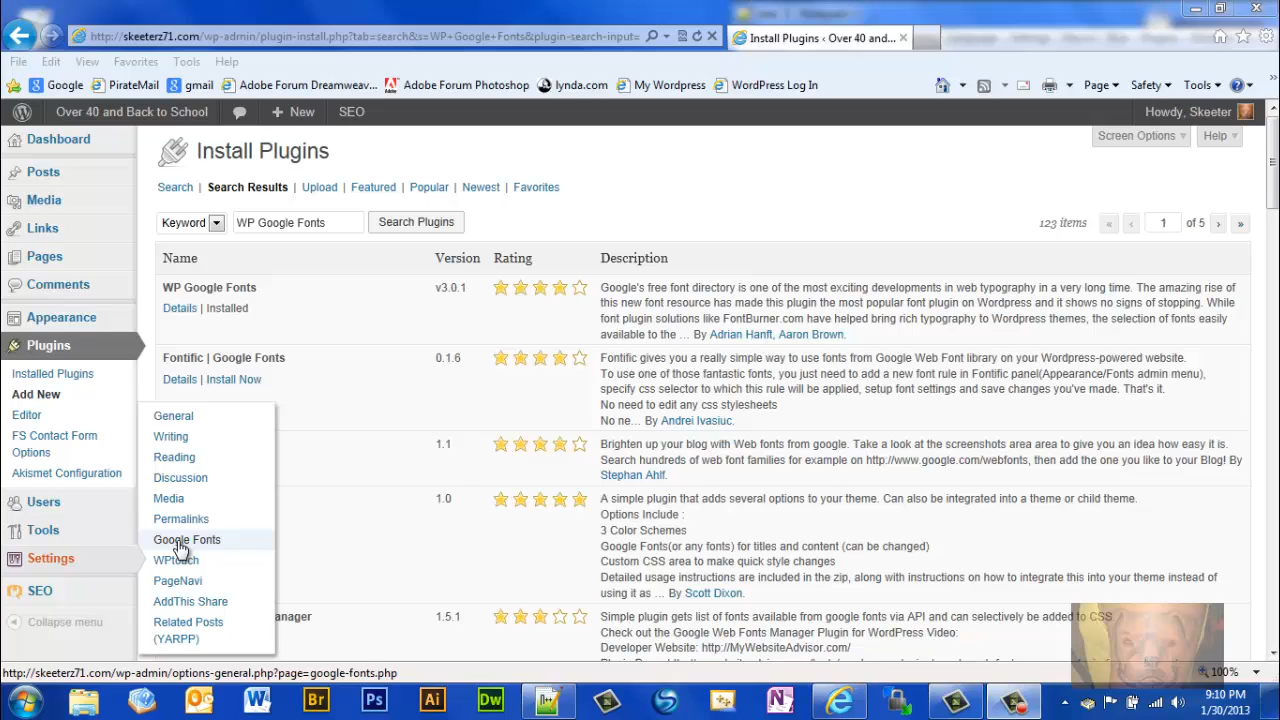 http://skeeterz71.com/wp-admin/plugin-install.php?tab=search&s=WP+Google+Fonts&plugin-search-input=
Install Plugins ‹ Over 40 and...
File Edit View Favorites Tools Help
Google PirateMail gmail Adobe Forum Dreamweav... Adobe Forum Photoshop lynda.com My Wordpress WordPress Log In Page Safety Tools
Over 40 and Back to School + New SEO Howdy, Skeeter
Dashboard
Posts
Media
Links
Pages
Comments
Appearance
Plugins
Installed Plugins
Add New
Editor
FS Contact Form
Options
Akismet Configuration
Users
Tools
Settings
SEO
Collapse menu
General
Writing
Reading
Discussion
Media
Permalinks
Google Fonts
WPtouch
PageNavi
AddThis Share
Related Posts
(YARPP)
Screen Options Help
Install Plugins
Search | Search Results | Upload | Featured | Popular | Newest | Favorites
Keyword WP Google Fonts Search Plugins 123 items « ‹ 1 of 5 › »
Name Version Rating Description
WP Google Fonts v3.0.1 Google's free font directory is one of the most exciting developments in web typography in a very long time. The amazing rise of
Details | Installed this new font resource has made this plugin the most popular font plugin on Wordpress and it shows no signs of stopping. While
font plugin solutions like FontBurner.com have helped bring rich typography to Wordpress themes, the selection of fonts easily
available to the ... By Adrian Hanft, Aaron Brown.
Fontific | Google Fonts 0.1.6 Fontific gives you a really simple way to use fonts from Google Web Font library on your Wordpress-powered website.
Details | Install Now To use one of those fantastic fonts, you just need to add a new font rule in Fontific panel(Appearance/Fonts admin menu),
specify css selector to which this rule will be applied, setup font settings and save changes you've made. That's it.
No need to edit any css stylesheets
No ne... By Andrei Ivasiuc.
1.1 Brighten up your blog with Web fonts from google. Take a look at the screenshots area area to give you an idea how easy it is.
Search hundreds of web font families for example on http://www.google.com/webfonts, then add the one you like to your Blog! By
Stephan Ahlf.
1.0 A simple plugin that adds several options to your theme. Can also be integrated into a theme or child theme.
Options Include :
3 Color Schemes
Google Fonts(or any fonts) for titles and content (can be changed)
Custom CSS area to make quick style changes
Detailed usage instructions are included in the zip, along with instructions on how to integrate this into your theme instead of
using it as ... By Scott Dixon.
anager 1.5.1 Simple plugin gets list of fonts available from google fonts via API and can selectively be added to CSS
Check out the Google Web Fonts Manager Plugin for WordPress Video:
Developer Website: http://MyWebsiteAdvisor.com/
http://skeeterz71.com/wp-admin/options-general.php?page=google-fonts.php 100%
Br Ps Ai Dw
9:10 PM
1/30/2013